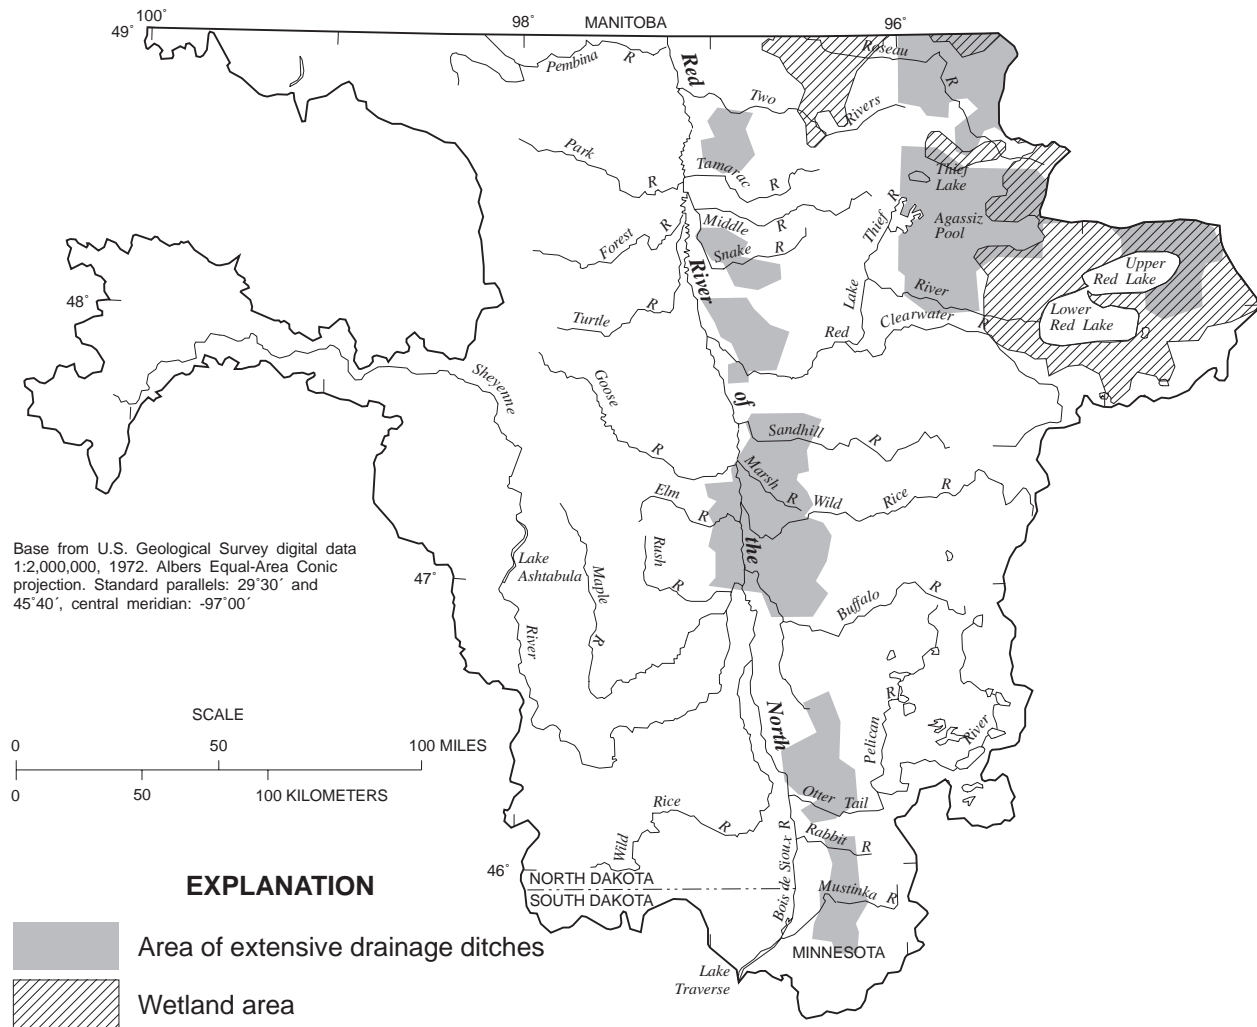 100°
98°
MANITOBA
96°
49°
Pembina R
Red
Roseau
R
Two
Rivers
Park
R
Tamarac
R
Thief
Lake
Thief R
Agassiz
Pool
Middle
R
Forest
R
Snake
R
River
48°
Turtle
R
Upper
Red Lake
Lower
Red Lake
Red
Lake
River
Clearwater
R
Sheyenne
Goose
R
of
Sandhill
R
Marsh
R
Wild
Rice
R
Elm
R
Rush
R
the
Base from U.S. Geological Survey digital data
1:2,000,000, 1972. Albers Equal-Area Conic
projection. Standard parallels: 29°30´ and
45°40´, central meridian: -97°00´
Lake
Ashtabula
47°
Maple
R
River
Buffalo
R
North
Pelican
R
River
SCALE
0
50
100 MILES
0
50
100 KILOMETERS
Otter
Tail
Wild
Rice
R
Bois de Sioux R
Rabbit
R
46°
NORTH DAKOTA
SOUTH DAKOTA
Mustinka
R
MINNESOTA
Lake
Traverse
EXPLANATION
Area of extensive drainage ditches
Wetland area